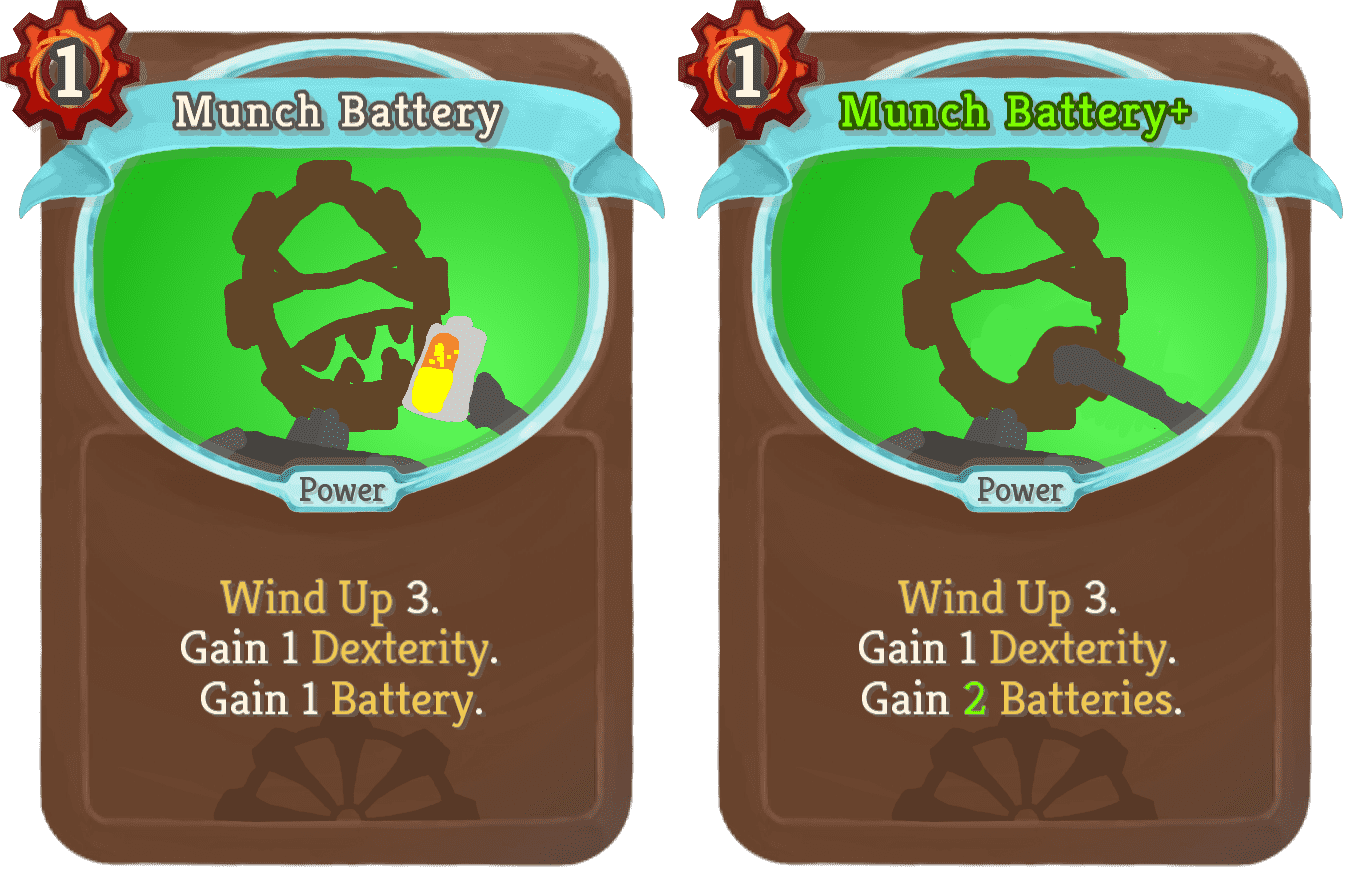 1
Munch Battery
Power
Wind Up 3.
Gain 1 Dexterity.
Gain 1 Battery.
1
Munch Battery+
Power
Wind Up 3.
Gain 1 Dexterity.
Gain 2 Batteries.